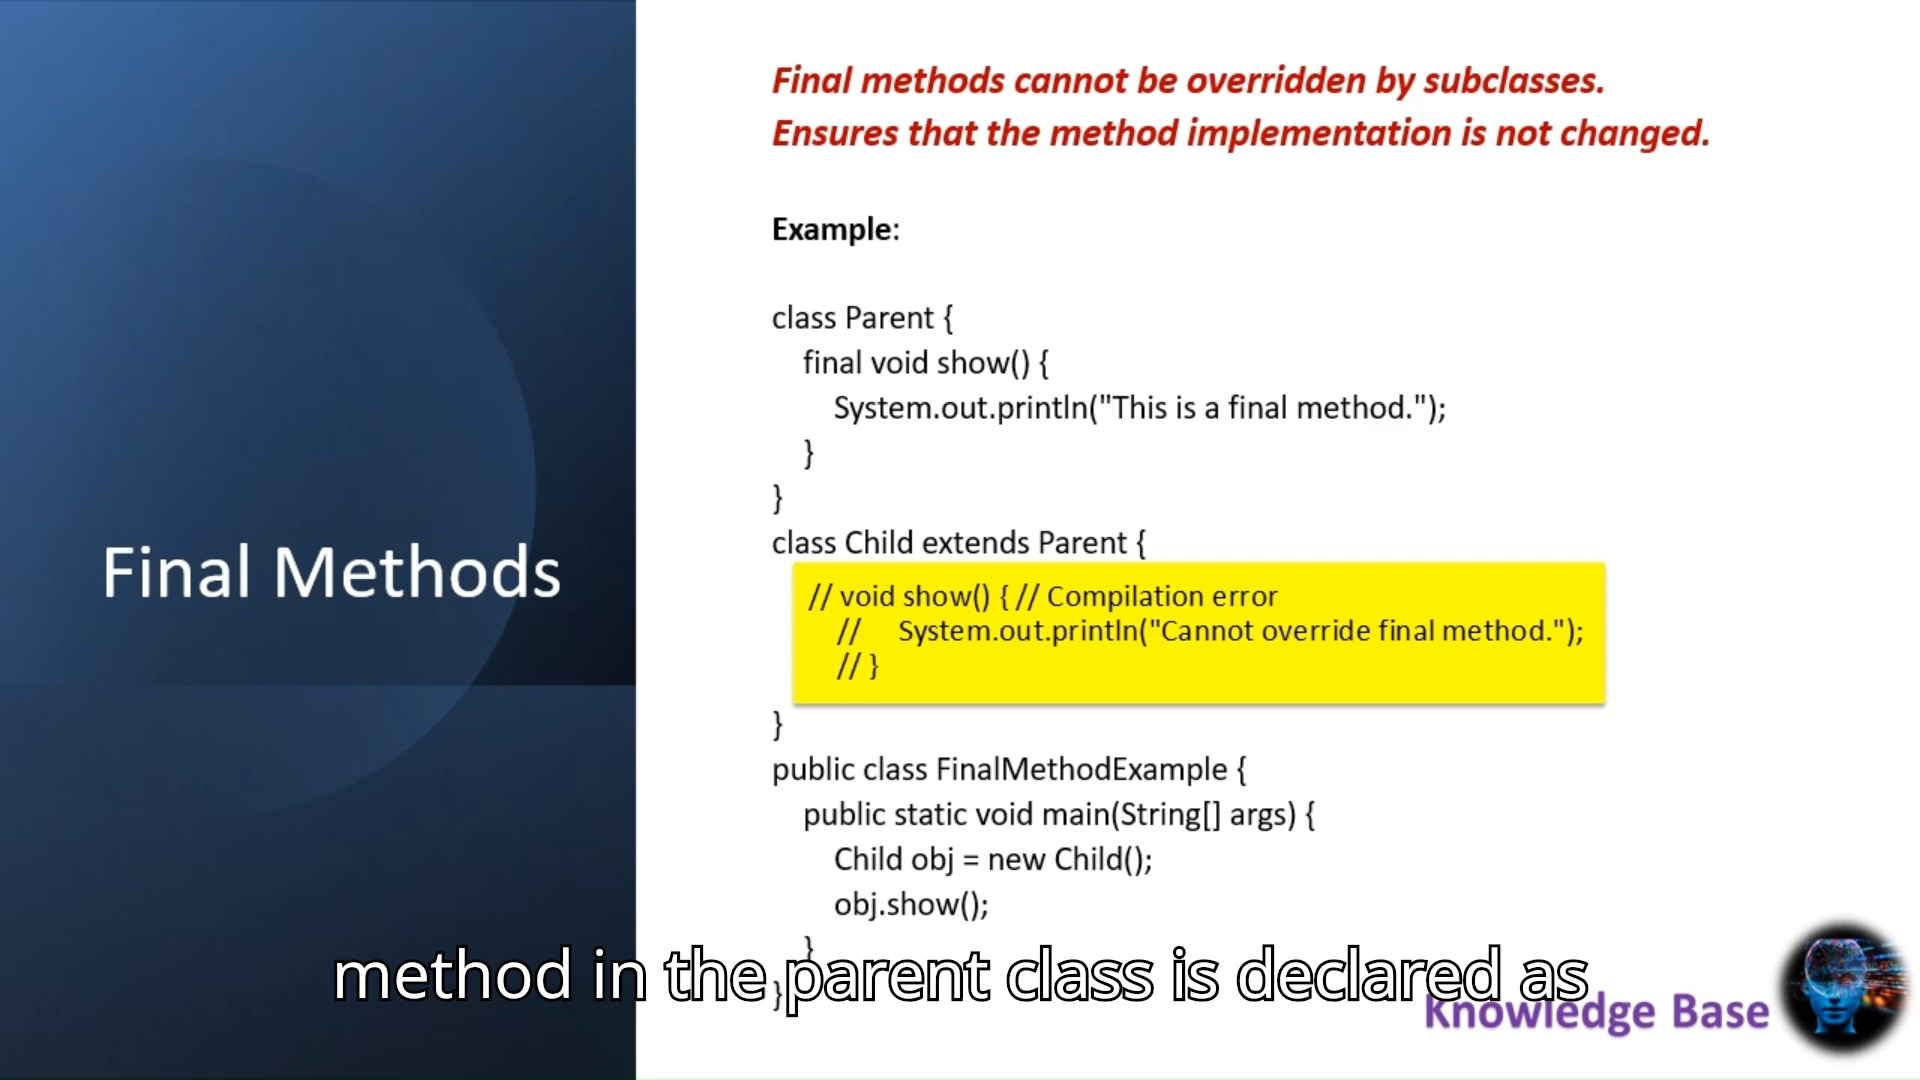 Final methods cannot be overridden by subclasses.
Ensures that the method implementation is not changed.
Example:
class Parent {
final void show() {
System.out.println("This is a final method.");
}
}
class Child extends Parent {
// void show() { // Compilation error
// System.out.println("Cannot override final method.");
// }
}
public class FinalMethodExample {
public static void main(String[] args) {
Child obj = new Child();
obj.show();
}
}
Final Methods
method in the parent class is declared as
Knowledge Base